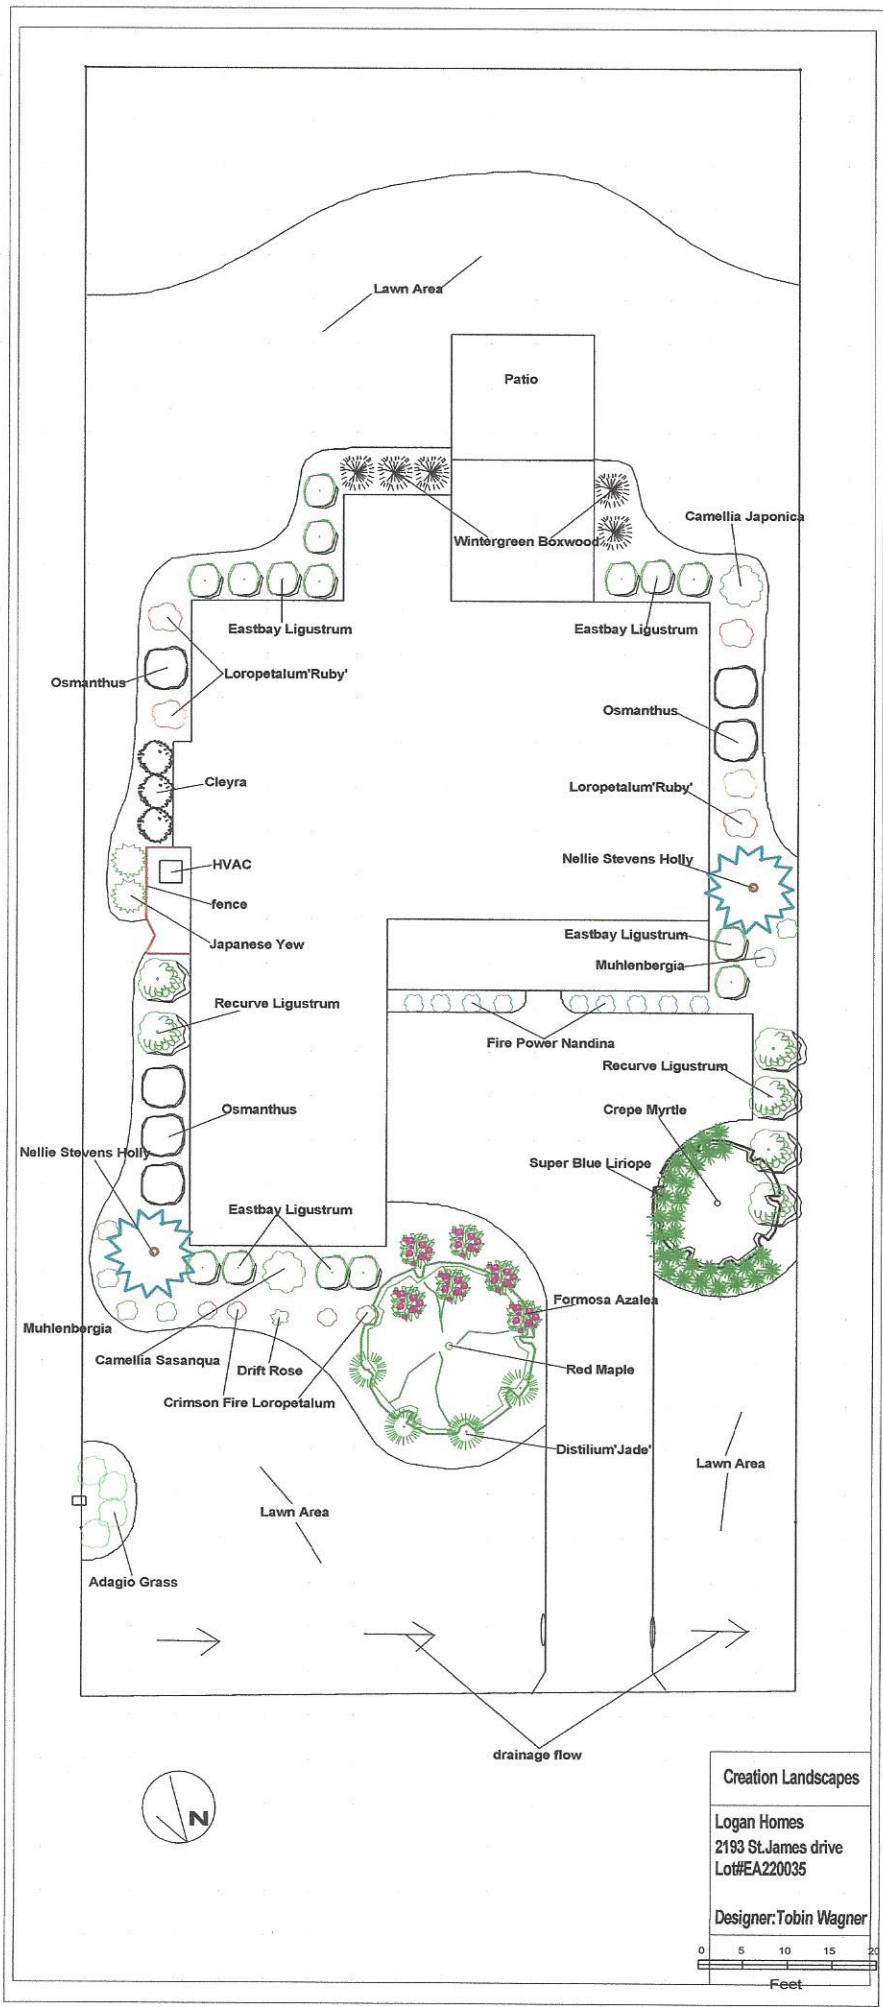 Lawn Area
Patio
Camellia Japonica
Wintergreen Boxwood
Eastbay Ligustrum
Eastbay Ligustrum
Osmanthus
Loropetalum'Ruby'
Osmanthus
Cleyra
Loropetalum'Ruby'
Nellie Stevens Holly
HVAC
fence
Eastbay Ligustrum
Japanese Yew
Muhlenbergia
Recurve Ligustrum
Fire Power Nandina
Recurve Ligustrum
Osmanthus
Crepe Myrtle
Nellie Stevens Holly
Super Blue Liriope
Eastbay Ligustrum
Formosa Azalea
Muhlenbergia
Camellia Sasanqua
Drift Rose
Red Maple
Crimson Fire Loropetalum
Distilium'Jade'
Lawn Area
Lawn Area
Adagio Grass
drainage flow
N
Creation Landscapes
Logan Homes
2193 St.James drive
Lot#EA220035
Designer:Tobin Wagner
0 5 10 15 20
Feet